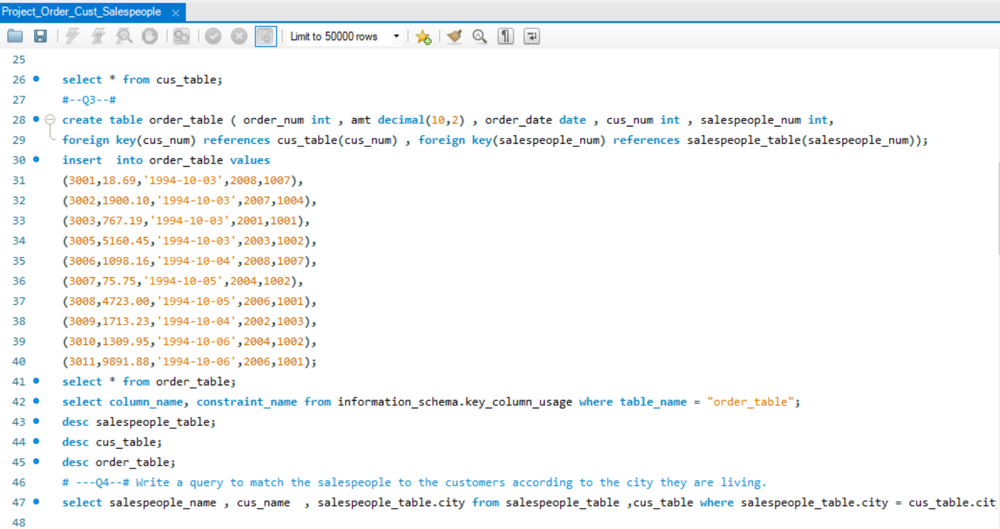 Project_Order_Cust_Salespeople
Limit to 50000 rows
25
26 select * from cus_table;
27 #--Q3--#
28 create table order_table ( order_num int , amt decimal(10,2) , order_date date , cus_num int , salespeople_num int,
29 foreign key(cus_num) references cus_table(cus_num) , foreign key(salespeople_num) references salespeople_table(salespeople_num));
30 insert  into order_table values
31 (3001,18.69,'1994-10-03',2008,1007),
32 (3002,1900.10,'1994-10-03',2007,1004),
33 (3003,767.19,'1994-10-03',2001,1001),
34 (3005,5160.45,'1994-10-03',2003,1002),
35 (3006,1098.16,'1994-10-04',2008,1007),
36 (3007,75.75,'1994-10-05',2004,1002),
37 (3008,4723.00,'1994-10-05',2006,1001),
38 (3009,1713.23,'1994-10-04',2002,1003),
39 (3010,1309.95,'1994-10-06',2004,1002),
40 (3011,9891.88,'1994-10-06',2006,1001);
41 select * from order_table;
42 select column_name, constraint_name from information_schema.key_column_usage where table_name = "order_table";
43 desc salespeople_table;
44 desc cus_table;
45 desc order_table;
46 # ---Q4--# Write a query to match the salespeople to the customers according to the city they are living.
47 select salespeople_name , cus_name  , salespeople_table.city from salespeople_table ,cus_table where salespeople_table.city = cus_table.cit
48